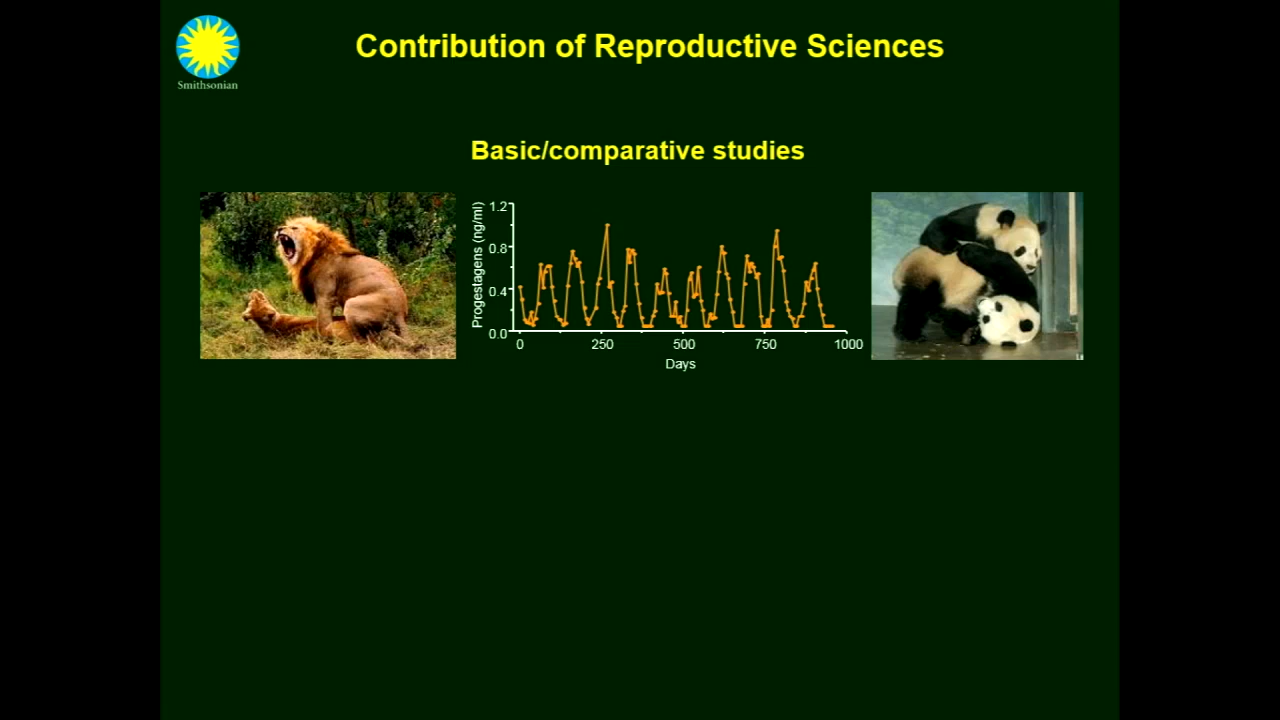 Contribution of Reproductive Sciences
Smithsonian
Basic/comparative studies
Progestagens (ng/ml)
1.2
0.8
0.4
0.0
0 250 500 750 1000
Days